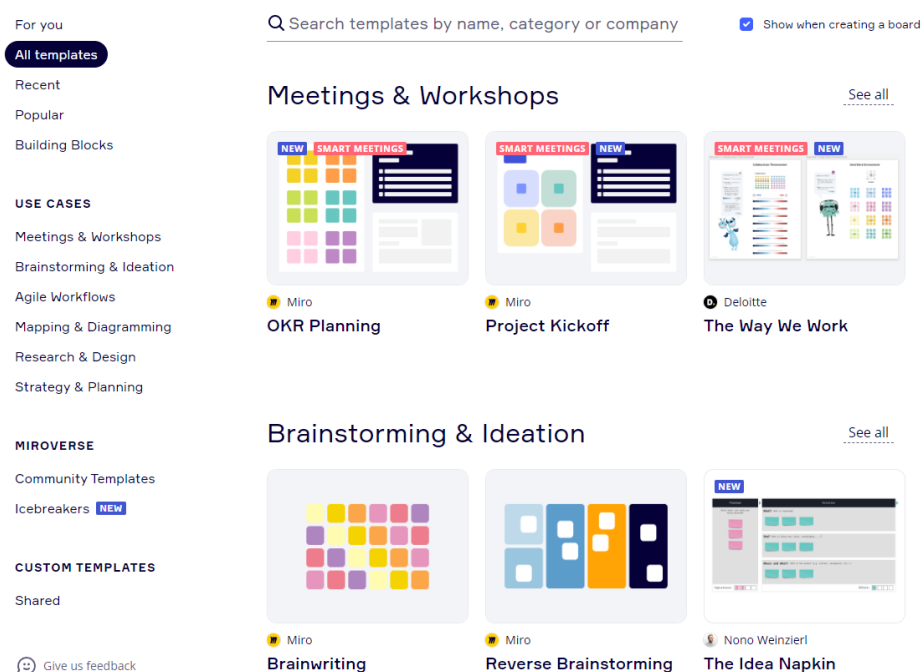 For you
All templates
Recent
Popular
Building Blocks
USE CASES
Meetings & Workshops
Brainstorming & Ideation
Agile Workflows
Mapping & Diagramming
Research & Design
Strategy & Planning
MIROVERSE
Community Templates
Icebreakers NEW
CUSTOM TEMPLATES
Shared
Give us feedback
Search templates by name, category or company
Show when creating a board
Meetings & Workshops
See all
NEW SMART MEETINGS
Miro
OKR Planning
SMART MEETINGS NEW
Miro
Project Kickoff
SMART MEETINGS NEW
D. Deloitte
The Way We Work
Brainstorming & Ideation
See all
Miro
Brainwriting
Miro
Reverse Brainstorming
NEW
Nono Weinzierl
The Idea Napkin